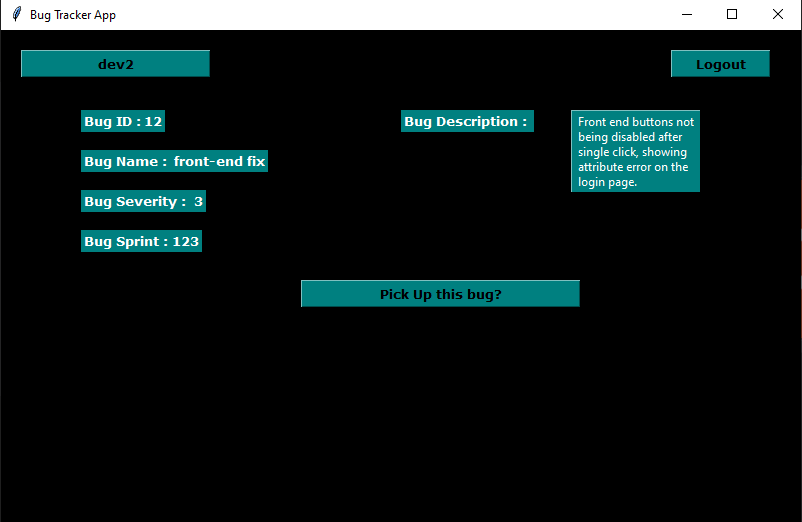 Bug Tracker App
dev2
Logout
Bug ID : 12
Bug Name : front-end fix
Bug Severity : 3
Bug Sprint : 123
Bug Description :
Front end buttons not
being disabled after
single click, showing
attribute error on the
login page.
Pick Up this bug?